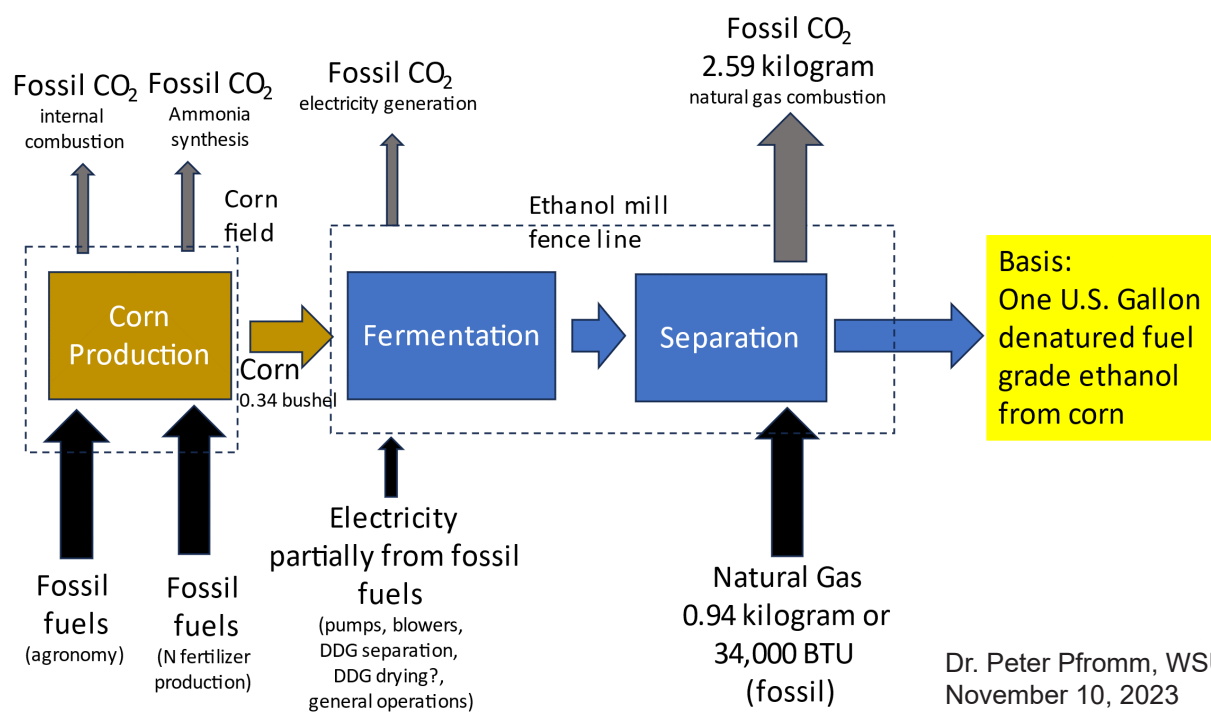 Fossil CO2
internal
combustion
Fossil CO2
Ammonia
synthesis
Fossil CO2
electricity generation
Fossil CO2
2.59 kilogram
natural gas combustion
Corn
field
Ethanol mill
fence line
Corn
Production
Corn
0.34 bushel
Fermentation
Separation
Basis:
One U.S. Gallon
denatured fuel
grade ethanol
from corn
Fossil
fuels
(agronomy)
Fossil
fuels
(N fertilizer
production)
Electricity
partially from fossil
fuels
(pumps, blowers,
DDG separation,
DDG drying?,
general operations)
Natural Gas
0.94 kilogram or
34,000 BTU
(fossil)
Dr. Peter Pfromm, WSU
November 10, 2023